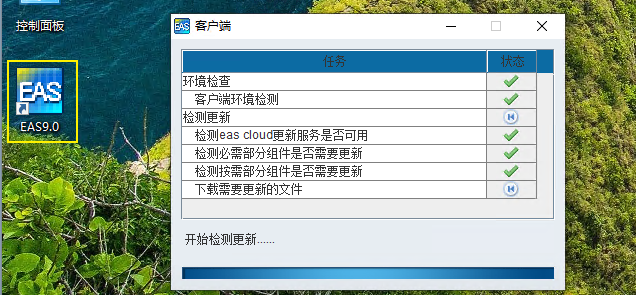 控制面板
EAS
EAS9.0
EAS 客户端
任务 状态
环境检查
客户端环境检测
检测更新
检测eas cloud更新服务是否可用
检测必需部分组件是否需要更新
检测按需部分组件是否需要更新
下载需要更新的文件
开始检测更新......